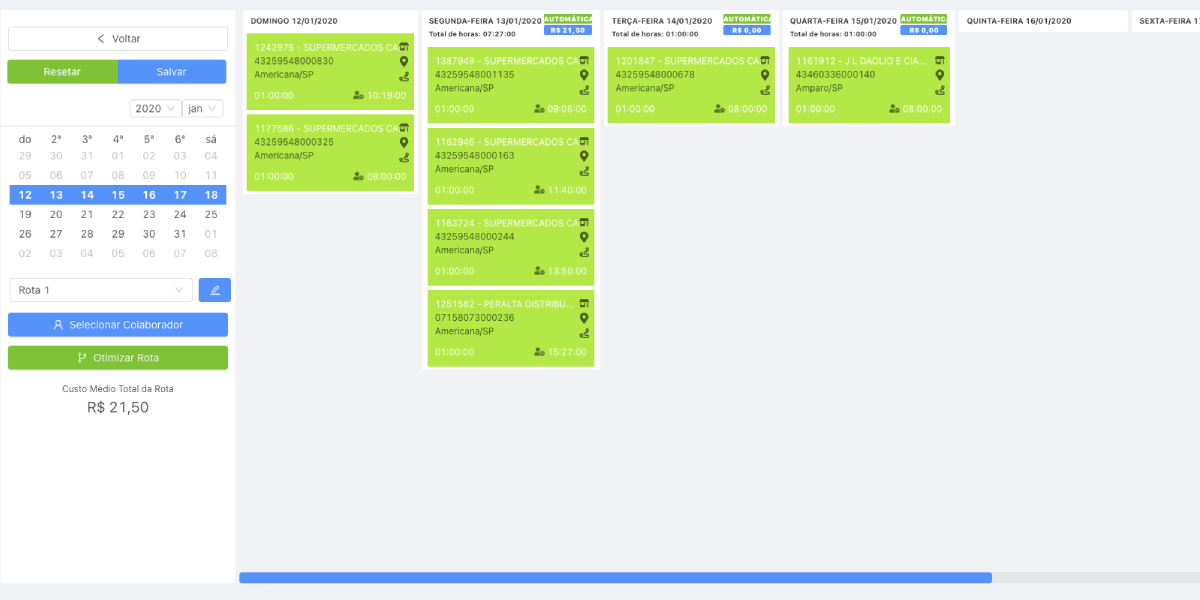 Voltar
Resetar
Salvar
2020
jan
do 2ª 3ª 4ª 5ª 6ª sá
29 30 31 01 02 03 04
05 06 07 08 09 10 11
12 13 14 15 16 17 18
19 20 21 22 23 24 25
26 27 28 29 30 31 01
02 03 04 05 06 07 08
Rota 1
Selecionar Colaborador
Otimizar Rota
Custo Médio Total da Rota
R$ 21,50
DOMINGO 12/01/2020
1242975 - SUPERMERCADOS CA
43259548000830
Americana/SP
01:00:00 10:19:00
1177586 - SUPERMERCADOS CA
43259548000325
Americana/SP
01:00:00 08:00:00
SEGUNDA-FEIRA 13/01/2020 AUTOMÁTICA
Total de horas: 07:27:00 R$ 21,50
1387949 - SUPERMERCADOS CA
43259548001135
Americana/SP
01:00:00 09:06:00
1162946 - SUPERMERCADOS CA
43259548000163
Americana/SP
01:00:00 11:40:00
1163724 - SUPERMERCADOS CA
43259548000244
Americana/SP
01:00:00 13:50:00
1251582 - PERALTA DISTRIBU...
07158073000236
Americana/SP
01:00:00 15:27:00
TERÇA-FEIRA 14/01/2020 AUTOMÁTICA
Total de horas: 01:00:00 R$ 0,00
1201847 - SUPERMERCADOS CA
43259548000678
Americana/SP
01:00:00 08:00:00
QUARTA-FEIRA 15/01/2020 AUTOMÁTICA
Total de horas: 01:00:00 R$ 0,00
1161912 - J L DAOLIO E CIA...
43460336000140
Amparo/SP
01:00:00 08:00:00
QUINTA-FEIRA 16/01/2020
SEXTA-FEIRA 17